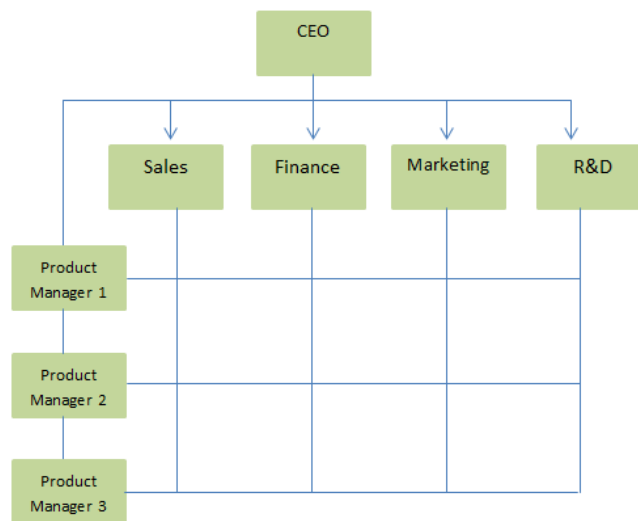 CEO
Sales
Finance
Marketing
R&D
Product
Manager 1
Product
Manager 2
Product
Manager 3